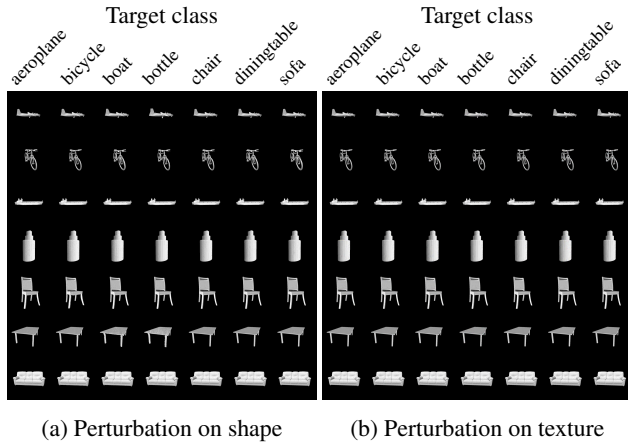 Target class
aeroplane bicycle boat bottle chair diningtable sofa
Target class
aeroplane bicycle boat bottle chair diningtable sofa
(a) Perturbation on shape
(b) Perturbation on texture